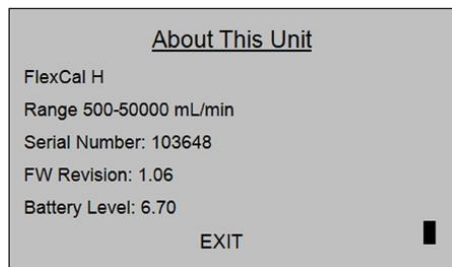 About This Unit
FlexCal H
Range 500-50000 mL/min
Serial Number: 103648
FW Revision: 1.06
Battery Level: 6.70
EXIT